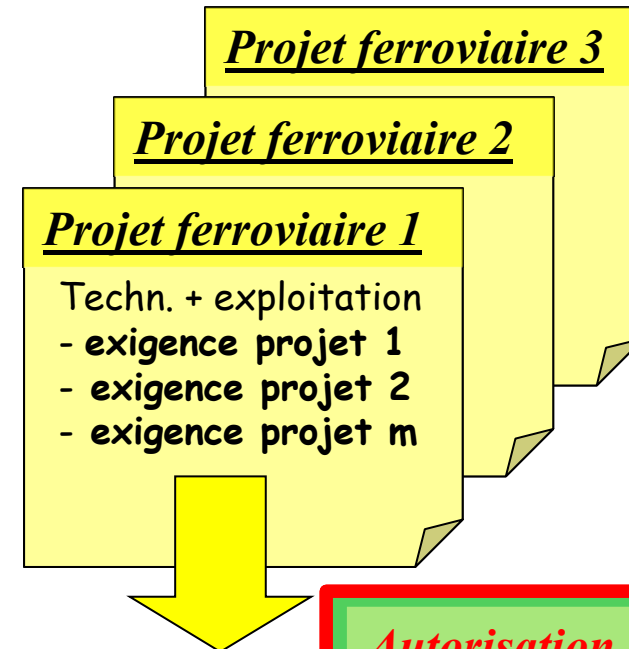 Projet ferroviaire 3
Projet ferroviaire 2
Projet ferroviaire 1
Techn. + exploitation
- exigence projet 1
- exigence projet 2
- exigence projet m
Autorisation